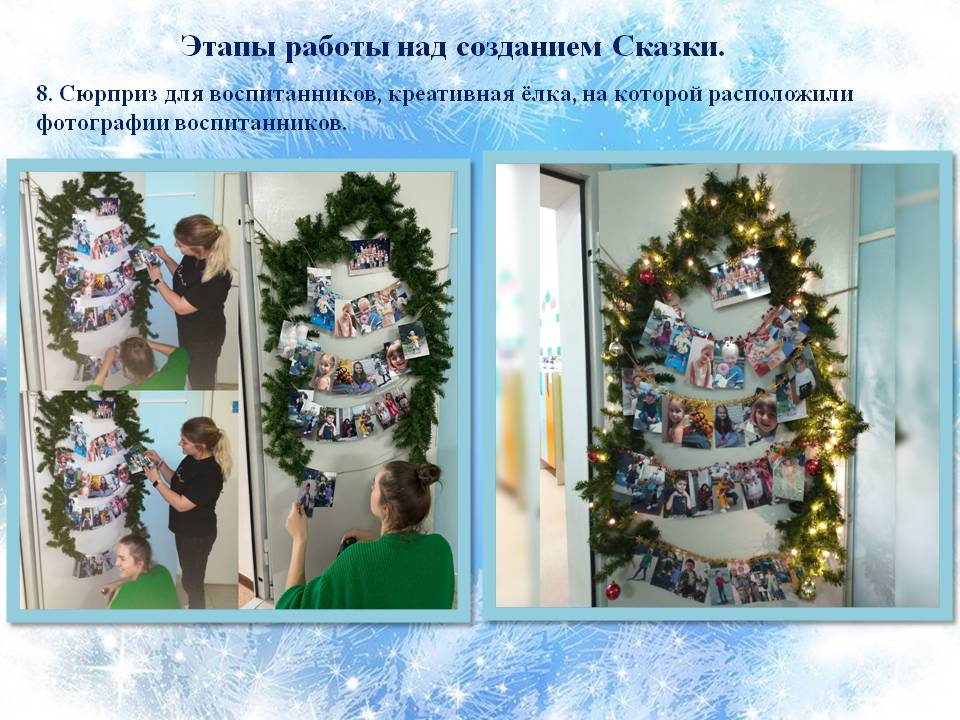 Этапы работы над созданием Сказки.
8. Сюрприз для воспитанников, креативная ёлка, на которой расположили
фотографии воспитанников.